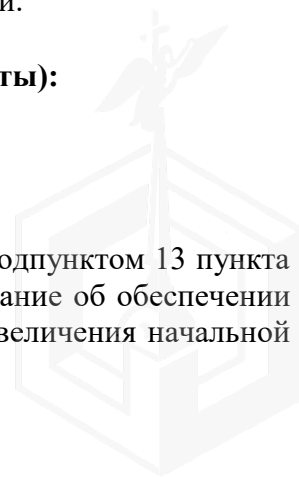 и.
ты):
одпунктом 13 пункта
ание об обеспечении
величения начальной